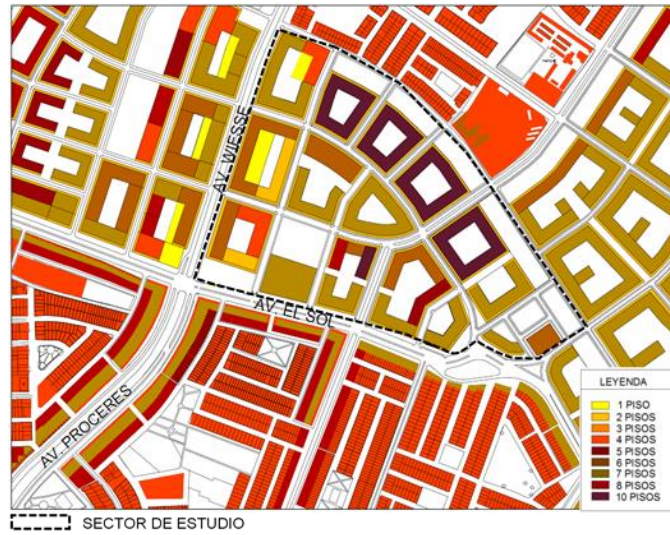 AV. WIESSE
AV. EL SOL
AV. PROCERES
LEYENDA
1 PISO
2 PISOS
3 PISOS
4 PISOS
5 PISOS
6 PISOS
7 PISOS
8 PISOS
10 PISOS
SECTOR DE ESTUDIO